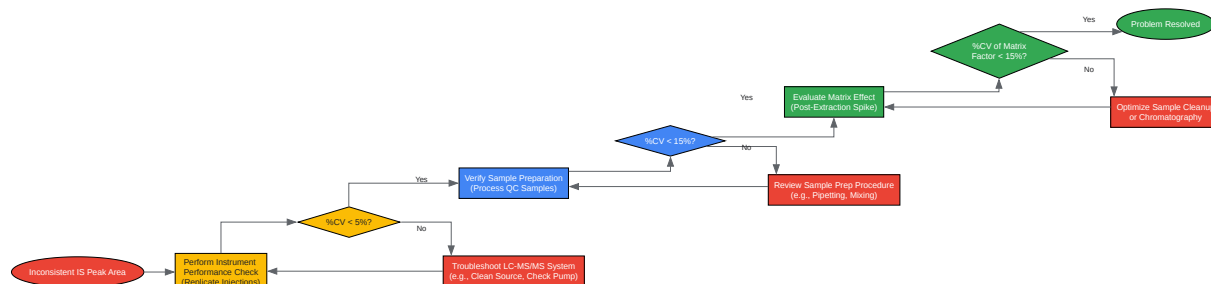 Yes
Problem Resolved
%CV of Matrix
Factor < 15%?
No
Evaluate Matrix Effect
(Post-Extraction Spike)
Yes
Optimize Sample Cleanup
or Chromatography
%CV < 15%?
No
Verify Sample Preparation
(Process QC Samples)
Yes
Review Sample Prep Procedure
(e.g., Pipetting, Mixing)
%CV < 5%?
No
Inconsistent IS Peak Area
Perform Instrument
Performance Check
(Replicate Injections)
Troubleshoot LC-MS/MS System
(e.g., Clean Source, Check Pump)